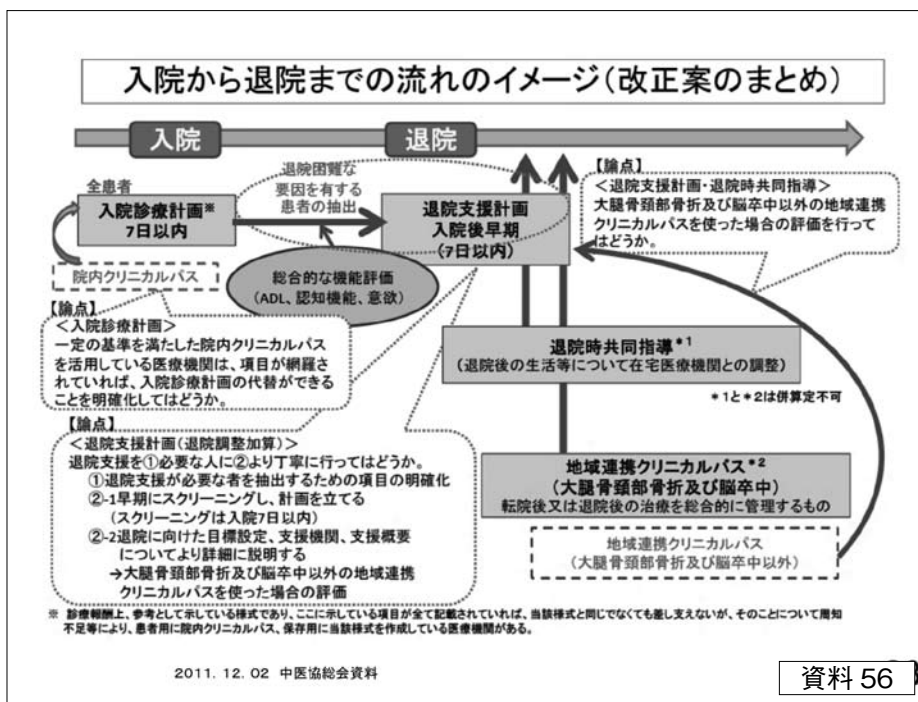 入院から退院までの流れのイメージ(改正案のまとめ)
入院
退院
全患者
入院診療計画※
7日以内
院内クリニカルパス
退院困難な
要因を有する
患者の抽出
総合的な機能評価
(ADL、認知機能、意欲)
退院支援計画
入院後早期
(7日以内)
【論点】
<退院支援計画・退院時共同指導>
大腿骨頸部骨折及び脳卒中以外の地域連携
クリニカルパスを使った場合の評価を行って
はどうか。
【論点】
<入院診療計画>
一定の基準を満たした院内クリニカルパス
を活用している医療機関は、項目が網羅さ
れていれば、入院診療計画の代替ができる
ことを明確化してはどうか。
退院時共同指導*1
(退院後の生活等について在宅医療機関との調整)
*1と*2は併算定不可
【論点】
<退院支援計画(退院調整加算)>
退院支援を①必要な人に②より丁寧に行ってはどうか。
①退院支援が必要な者を抽出するための項目の明確化
②-1早期にスクリーニングし、計画を立てる
(スクリーニングは入院7日以内)
②-2退院に向けた目標設定、支援機関、支援概要
についてより詳細に説明する
→大腿骨頸部骨折及び脳卒中以外の地域連携
クリニカルパスを使った場合の評価
地域連携クリニカルパス*2
(大腿骨頸部骨折及び脳卒中)
転院後又は退院後の治療を総合的に管理するもの
地域連携クリニカルパス
(大腿骨頸部骨折及び脳卒中以外)
※ 診療報酬上、参考として示している様式であり、ここに示している項目が全て記載されていれば、当該様式と同じでなくても差し支えないが、そのことについて周知
不足等により、患者用に院内クリニカルパス、保存用に当該様式を作成している医療機関がある。
2011. 12. 02 中医協総会資料
資料 56